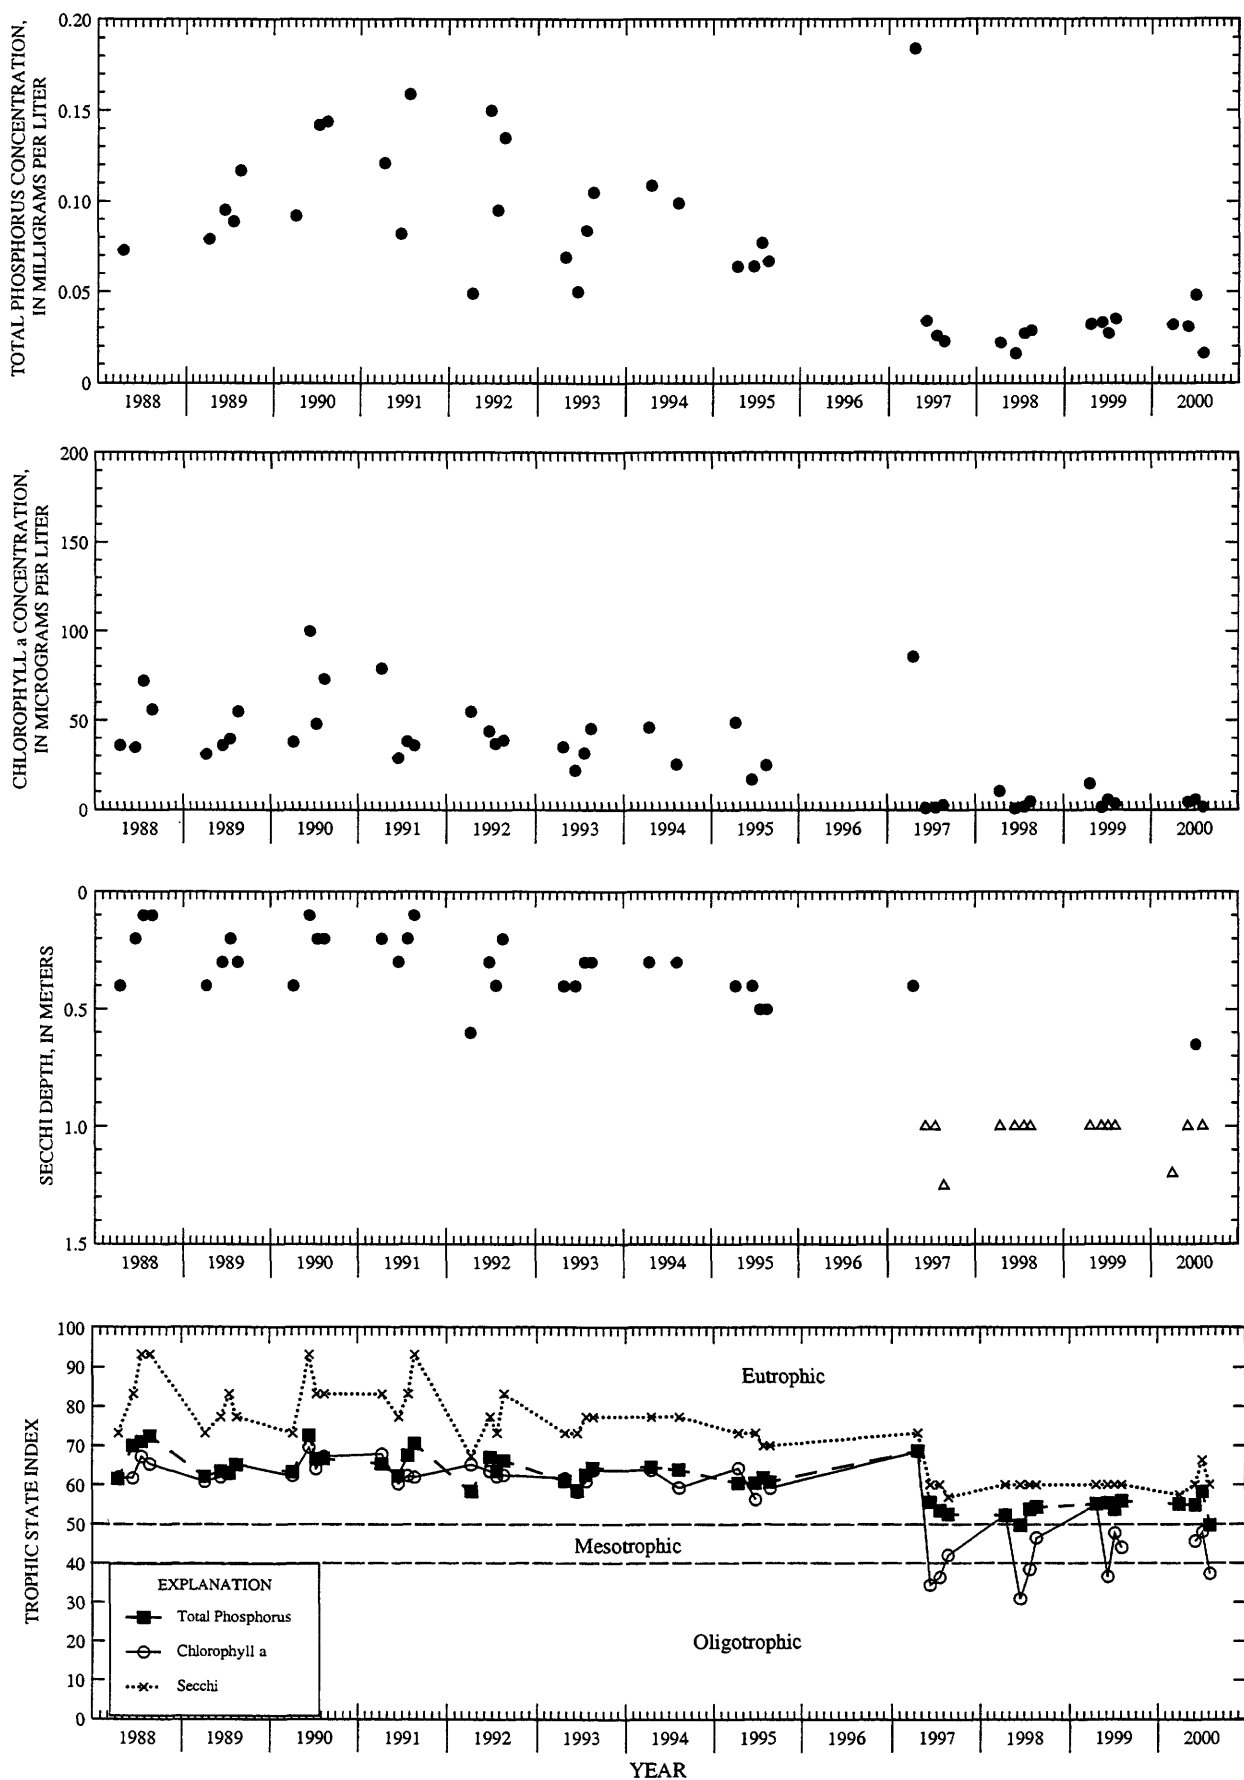 TOTAL PHOSPHORUS CONCENTRATION,
IN MILLIGRAMS PER LITER
0.20
0.15
0.10
0.05
0
1988 1989 1990 1991 1992 1993 1994 1995 1996 1997 1998 1999 2000
CHLOROPHYLL a CONCENTRATION,
IN MICROGRAMS PER LITER
200
150
100
50
0
1988 1989 1990 1991 1992 1993 1994 1995 1996 1997 1998 1999 2000
SECCHI DEPTH, IN METERS
0
0.5
1.0
1.5
1988 1989 1990 1991 1992 1993 1994 1995 1996 1997 1998 1999 2000
TROPHIC STATE INDEX
100
90
80
70
60
50
40
30
20
10
0
Eutrophic
Mesotrophic
Oligotrophic
EXPLANATION
Total Phosphorus
Chlorophyll a
Secchi
1988 1989 1990 1991 1992 1993 1994 1995 1996 1997 1998 1999 2000
YEAR